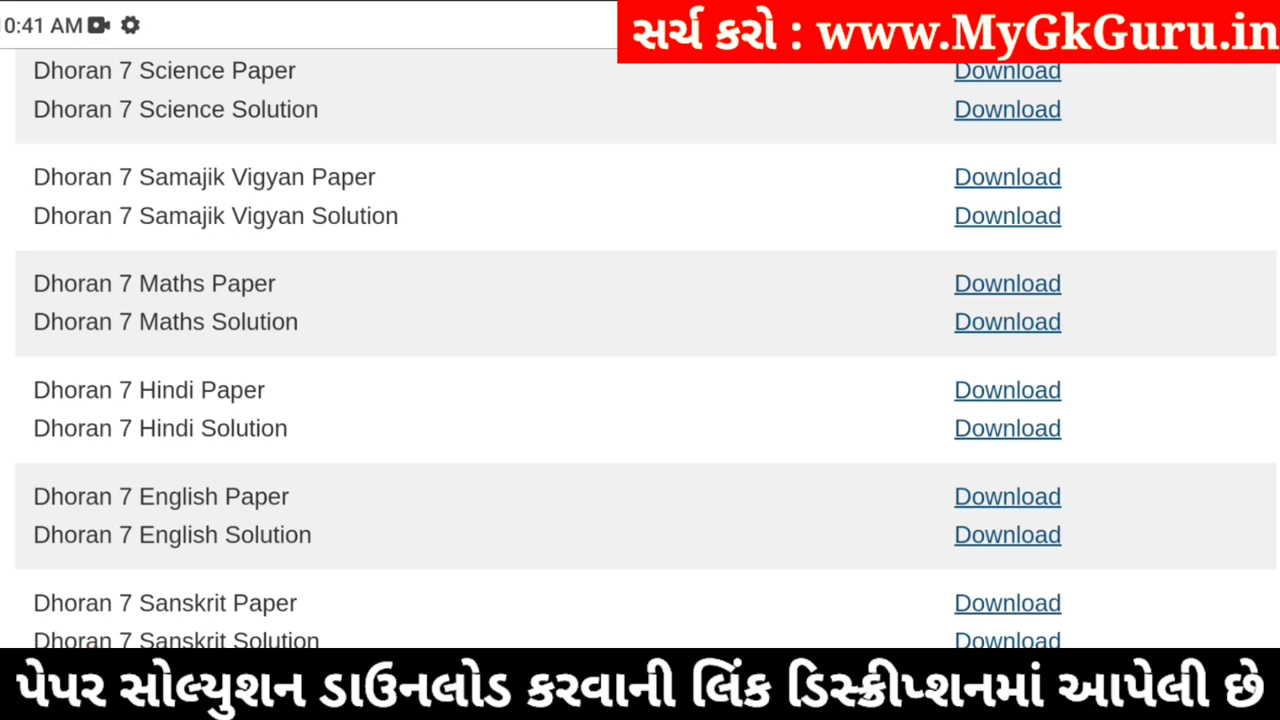 0:41 AM
સર્ચ કરો : www.MyGkGuru.in
Dhoran 7 Science Paper Download
Dhoran 7 Science Solution Download
Dhoran 7 Samajik Vigyan Paper Download
Dhoran 7 Samajik Vigyan Solution Download
Dhoran 7 Maths Paper Download
Dhoran 7 Maths Solution Download
Dhoran 7 Hindi Paper Download
Dhoran 7 Hindi Solution Download
Dhoran 7 English Paper Download
Dhoran 7 English Solution Download
Dhoran 7 Sanskrit Paper Download
Dhoran 7 Sanskrit Solution Download
પેપર સોલ્યુશન ડાઉનલોડ કરવાની લિંક ડિસ્ક્રીપ્શનમાં આપેલી છે